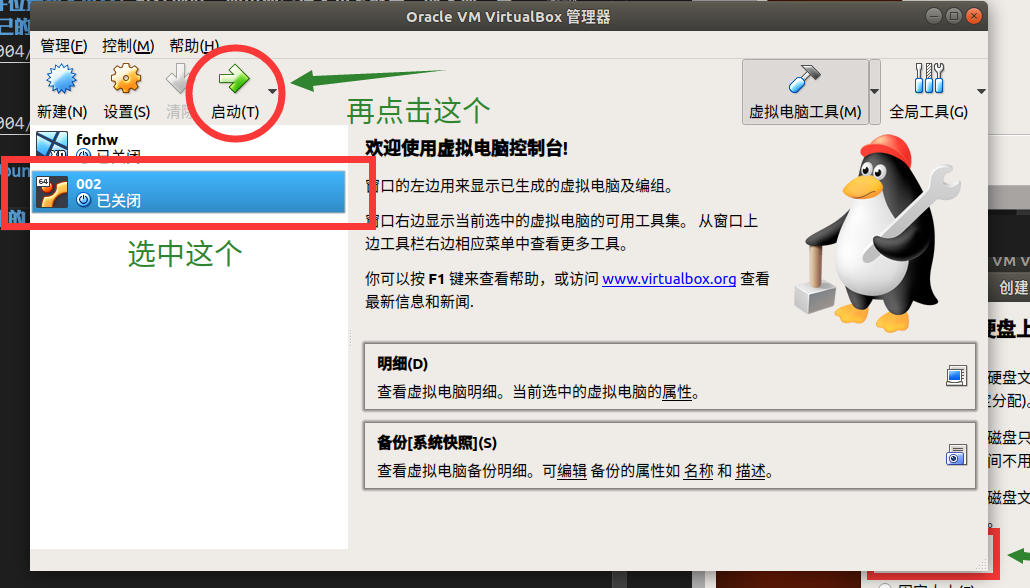 Oracle VM VirtualBox 管理器
管理(F) 控制(M) 帮助(H)
新建(N) 设置(S) 清除 启动(T) 虚拟电脑工具(M) 全局工具(G)
再点击这个
forhw
已关闭
64
002
已关闭
选中这个
欢迎使用虚拟电脑控制台!
窗口的左边用来显示已生成的虚拟电脑及编组。
窗口右边显示当前选中的虚拟电脑的可用工具集。 从窗口上
边工具栏右边相应菜单中查看更多工具。
你可以按 F1 键来查看帮助，或访问 www.virtualbox.org 查看
最新信息和新闻.
明细(D)
查看虚拟电脑明细。当前选中的虚拟电脑的属性。
备份[系统快照](S)
查看虚拟电脑备份明细。可编辑 备份的属性如 名称 和 描述。
己的
004/
004/
oun
的
VM V
创建
硬盘上
硬盘文
定分配)。
磁盘只
间不用
磁盘文